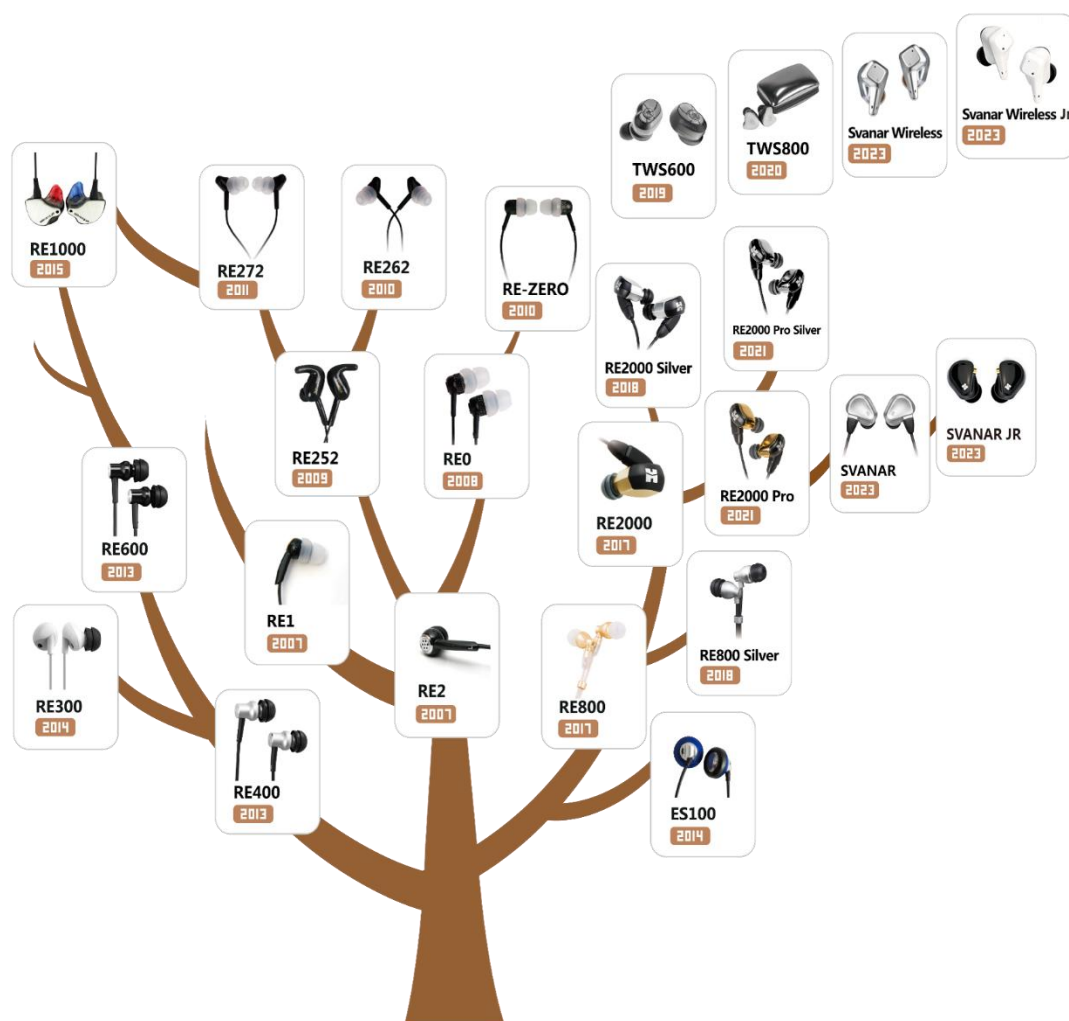 Svanar Wireless Jr
2023
Svanar Wireless
2023
TWS800
2020
TWS600
2019
RE1000
2015
RE272
2011
RE262
2010
RE-ZERO
2010
RE2000 Silver
2018
RE2000 Pro Silver
2021
RE252
2009
RE0
2008
RE2000
2017
RE2000 Pro
2021
SVANAR
2023
SVANAR JR
2023
RE600
2013
RE1
2007
RE2
2007
RE800
2017
RE800 Silver
2018
RE300
2014
RE400
2013
ES100
2014